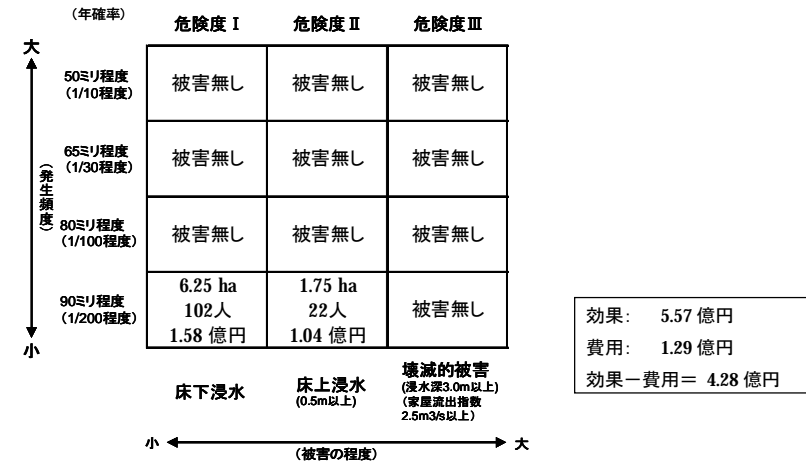 （年確率）
危険度Ⅰ 危険度Ⅱ 危険度Ⅲ
大
50ミリ程度
（1/10程度）
被害無し 被害無し 被害無し
65ミリ程度
（1/30程度）
被害無し 被害無し 被害無し
（発生頻度）
80ミリ程度
（1/100程度）
被害無し 被害無し 被害無し
90ミリ程度
（1/200程度）
6.25 ha
102人
1.58 億円
1.75 ha
22人
1.04 億円
被害無し
小
床下浸水
床上浸水
(0.5m以上)
壊滅的被害
(浸水深3.0m以上)
(家屋流出指数
2.5m3/s以上）
小 大
（被害の程度）
効果： 5.57 億円
費用： 1.29 億円
効果－費用＝ 4.28 億円